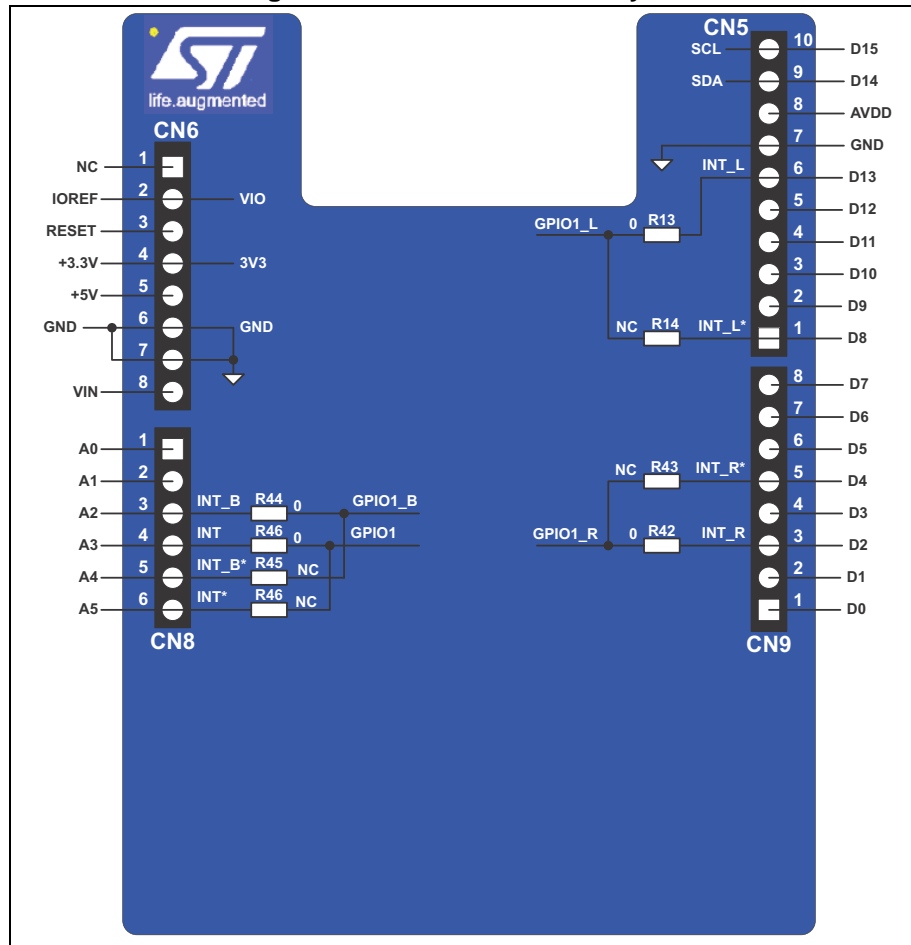 life.augmented
CN6
NC 1
IOREF 2 VIO
RESET 3
+3.3V 4 3V3
+5V 5
GND 6 GND
7
VIN 8
A0 1
A1 2
A2 3 INT_B R44 0 GPIO1_B
A3 4 INT R46 0 GPIO1
A4 5 INT_B* R45 NC
A5 6 INT* R46 NC
CN8
CN5
SCL 10 D15
SDA 9 D14
8 AVDD
7 GND
INT_L 6 D13
5 D12
GPIO1_L 0 R13
4 D11
3 D10
2 D9
NC R14 INT_L* 1 D8
8 D7
7 D6
6 D5
NC R43 INT_R* 5 D4
4 D3
GPIO1_R 0 R42 INT_R 3 D2
2 D1
1 D0
CN9